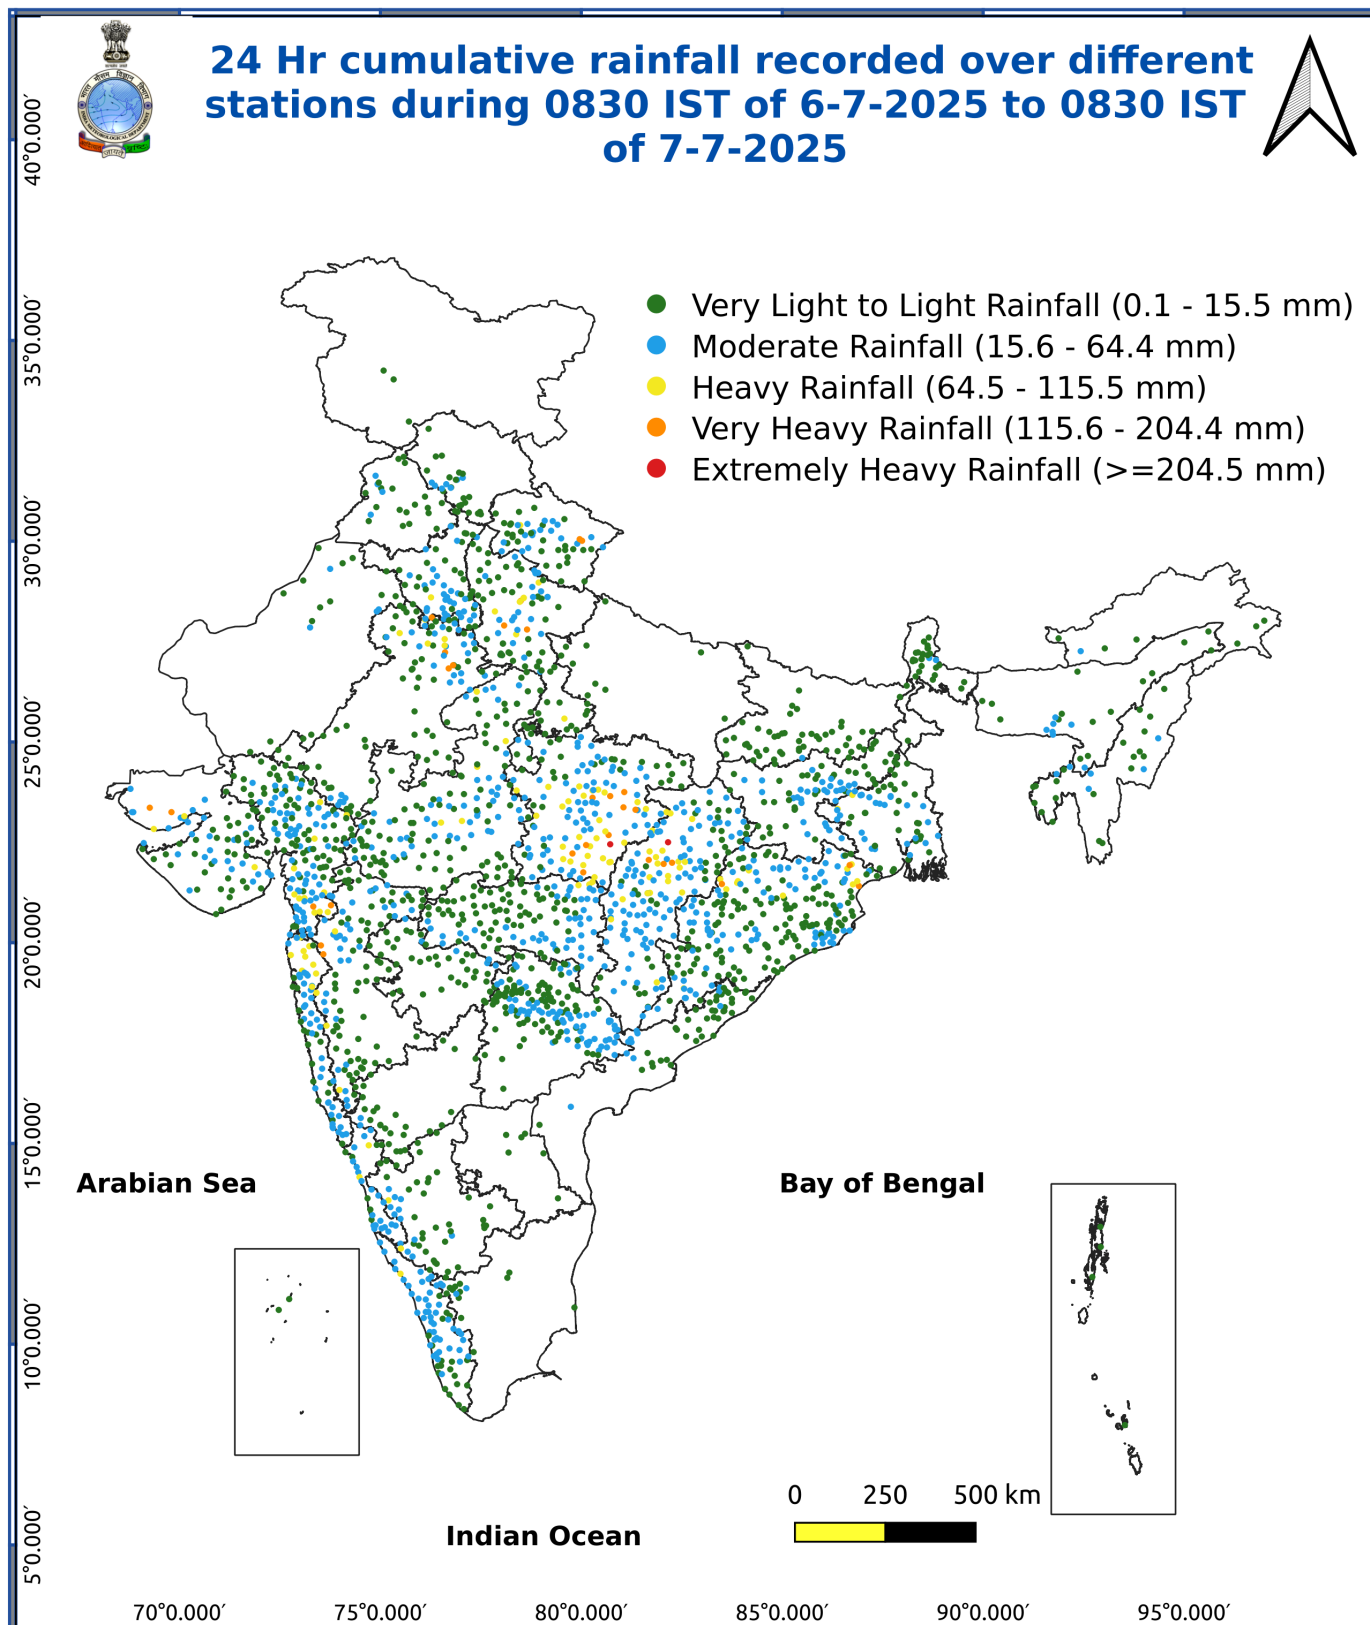 24 Hr cumulative rainfall recorded over different
stations during 0830 IST of 6-7-2025 to 0830 IST
of 7-7-2025
Very Light to Light Rainfall (0.1 - 15.5 mm)
Moderate Rainfall (15.6 - 64.4 mm)
Heavy Rainfall (64.5 - 115.5 mm)
Very Heavy Rainfall (115.6 - 204.4 mm)
Extremely Heavy Rainfall (>=204.5 mm)
40°0.000′
35°0.000′
30°0.000′
25°0.000′
20°0.000′
15°0.000′
10°0.000′
5°0.000′
Arabian Sea
Bay of Bengal
Indian Ocean
0 250 500 km
70°0.000′ 75°0.000′ 80°0.000′ 85°0.000′ 90°0.000′ 95°0.000′